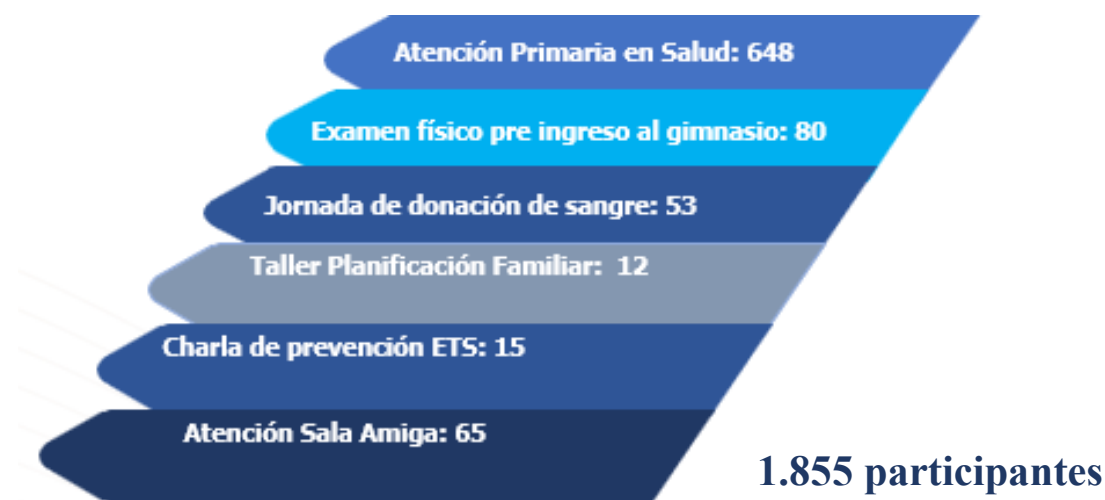 Atención Primaria en Salud: 648
Examen físico pre ingreso al gimnasio: 80
Jornada de donación de sangre: 53
Taller Planificación Familiar: 12
Charla de prevención ETS: 15
Atención Sala Amiga: 65
1.855 participantes